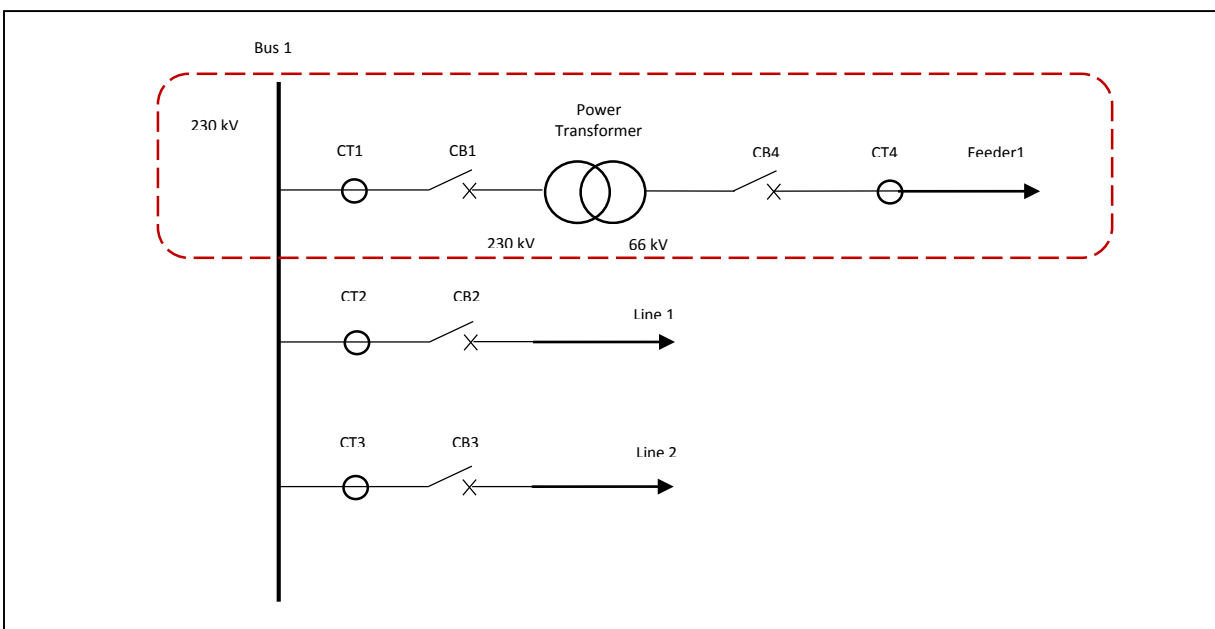 Bus 1
230 kV
Power
Transformer
CT1
CB1
CB4
CT4
Feeder1
230 kV
66 kV
CT2
CB2
Line 1
CT3
CB3
Line 2